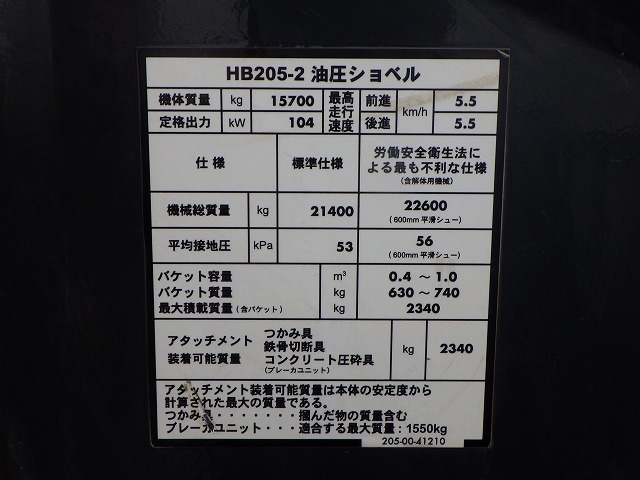 HB205-2 油圧ショベル
機体質量 kg 15700 最高走行速度 前進 km/h 5.5
定格出力 kW 104 後進 5.5
仕様 標準仕様 労働安全衛生法に
よる最も不利な仕様
(含解体用機械)
機械総質量 kg 21400 22600
(600mm 平滑シュー)
平均接地圧 kPa 53 56
(600mm 平滑シュー)
バケット容量 m³ 0.4 ～ 1.0
バケット質量 kg 630 ～ 740
最大積載質量 (含バケット) kg 2340
アタッチメント つかみ具
鉄骨切断具 kg 2340
装着可能質量 コンクリート圧砕具
(ブレーカユニット)
アタッチメント装着可能質量は本体の安定度から
計算された最大の質量である。
つかみ具・・・・・・・掴んだ物の質量含む
ブレーカユニット・・・適合する最大質量：1550kg
205-00-41210